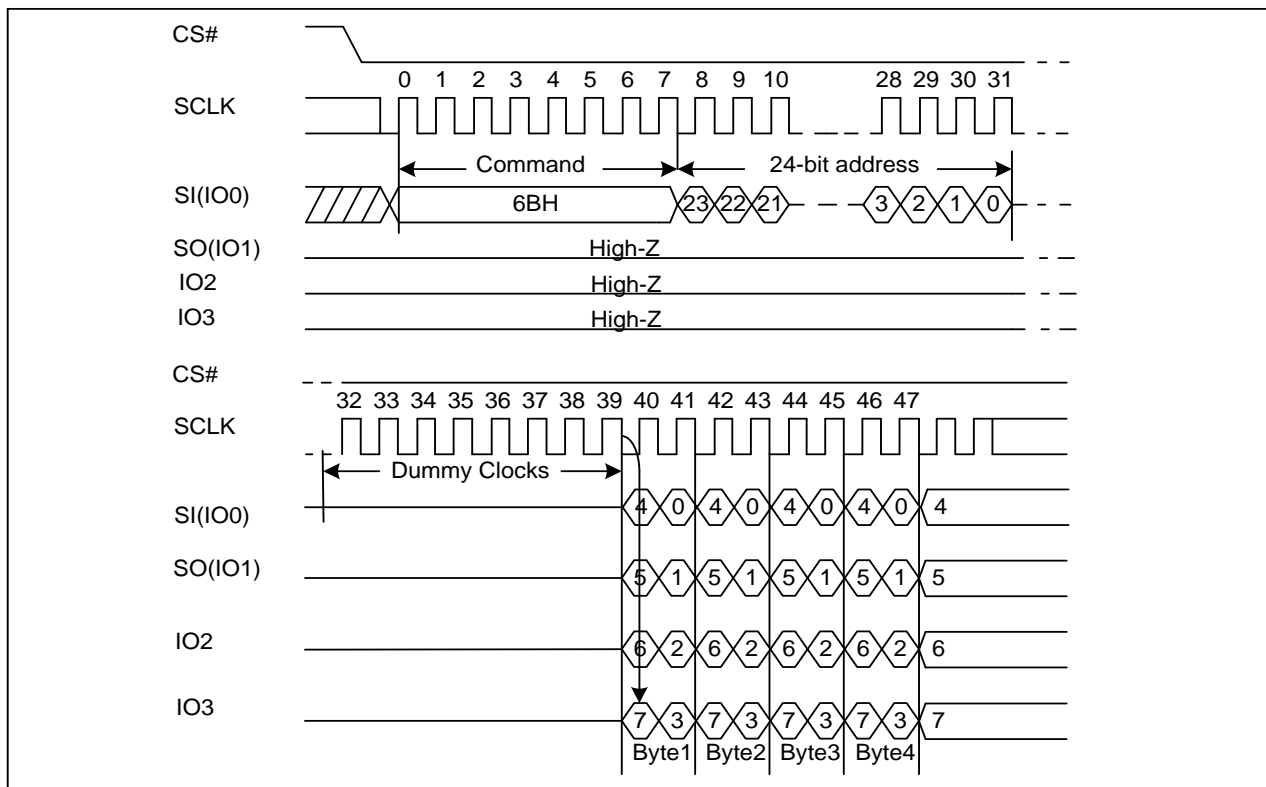 CS#
0 1 2 3 4 5 6 7 8 9 10 28 29 30 31
SCLK
Command 24-bit address
SI(IO0) 6BH 23 22 21 3 2 1 0
SO(IO1) High-Z
IO2 High-Z
IO3 High-Z
CS#
32 33 34 35 36 37 38 39 40 41 42 43 44 45 46 47
SCLK
Dummy Clocks
SI(IO0) 4 0 4 0 4 0 4 0 4
SO(IO1) 5 1 5 1 5 1 5 1 5
IO2 6 2 6 2 6 2 6 2 6
IO3 7 3 7 3 7 3 7 3 7
Byte1 Byte2 Byte3 Byte4